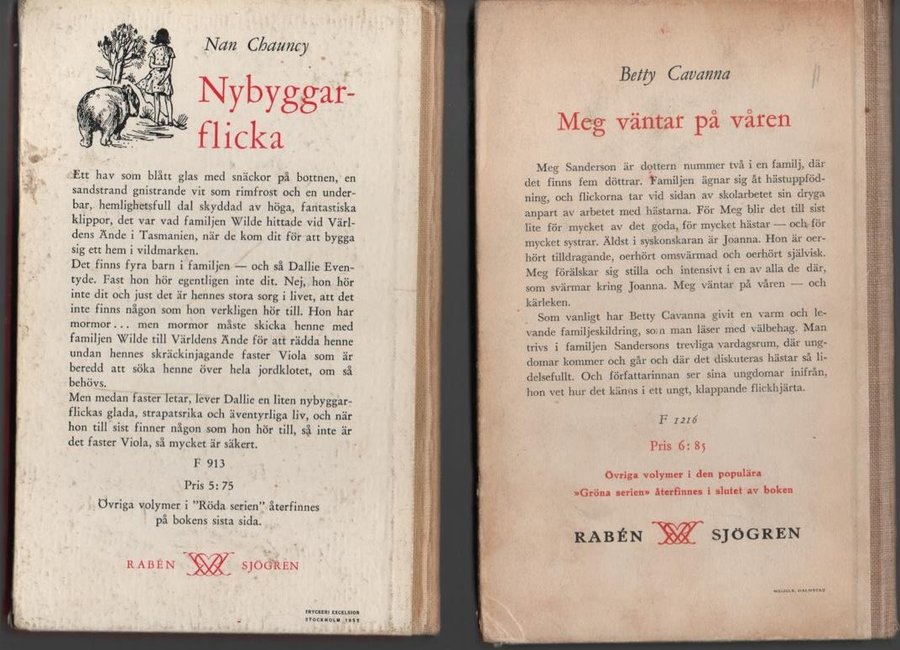 Nan Chauncy
Nybyggar-
flicka
Ett hav som blått glas med snäckor på bottnen, en
sandstrand gnistrande vit som rimfrost och en under-
bar, hemlighetsfull dal skyddad av höga, fantastiska
klippor, det var vad familjen Wilde hittade vid Värl-
dens Ände i Tasmanien, när de kom dit för att bygga
sig ett hem i vildmarken.
Det finns fyra barn i familjen — och så Dallie Even-
tyde. Fast hon hör egentligen inte dit. Nej, hon hör
inte dit och just det är hennes stora sorg i livet, att det
inte finns någon som hon verkligen hör till. Hon har
mormor... men mormor måste skicka henne med
familjen Wilde till Världens Ände för att rädda henne
undan hennes skräckinjagande faster Viola som är
beredd att söka henne över hela jordklotet, om så
behövs.
Men medan faster letar, lever Dallie en liten nybyggar-
flickas glada, strapatsrika och äventyrliga liv, och när
hon till sist finner någon som hon hör till, så inte är
det faster Viola, så mycket är säkert.
F 913
Pris 5:75
Övriga volymer i "Röda serien" återfinnes
på bokens sista sida.
RABÉN SJÖGREN
TRYCKERI EXCELSIOR
STOCKHOLM 1955
Betty Cavanna
Meg väntar på våren
Meg Sanderson är dottern nummer två i en familj, där
det finns fem döttrar. Familjen ägnar sig åt hästuppföd-
ning, och flickorna tar vid sidan av skolarbetet sin dryga
anpart av arbetet med hästarna. För Meg blir det till sist
lite för mycket av det goda, för mycket hästar — och för
mycket systrar. Äldst i syskonskaran är Joanna. Hon är oer-
hört tilldragande, oerhört omsvärmad och oerhört självisk.
Meg förälskar sig stilla och intensivt i en av alla de där,
som svärmar kring Joanna. Meg väntar på våren — och
kärleken.
Som vanligt har Betty Cavanna givit en varm och le-
vande familjeskildring, som man läser med välbehag. Man
trivs i familjen Sandersons trevliga vardagsrum, där ung-
domar kommer och går och där det diskuteras hästar så li-
delsefullt. Och författarinnan ser sina ungdomar inifrån,
hon vet hur det känns i ett ungt, klappande flickhjärta.
F 1216
Pris 6:85
Övriga volymer i den populära
»Gröna serien» återfinnes i slutet av boken
RABÉN SJÖGREN